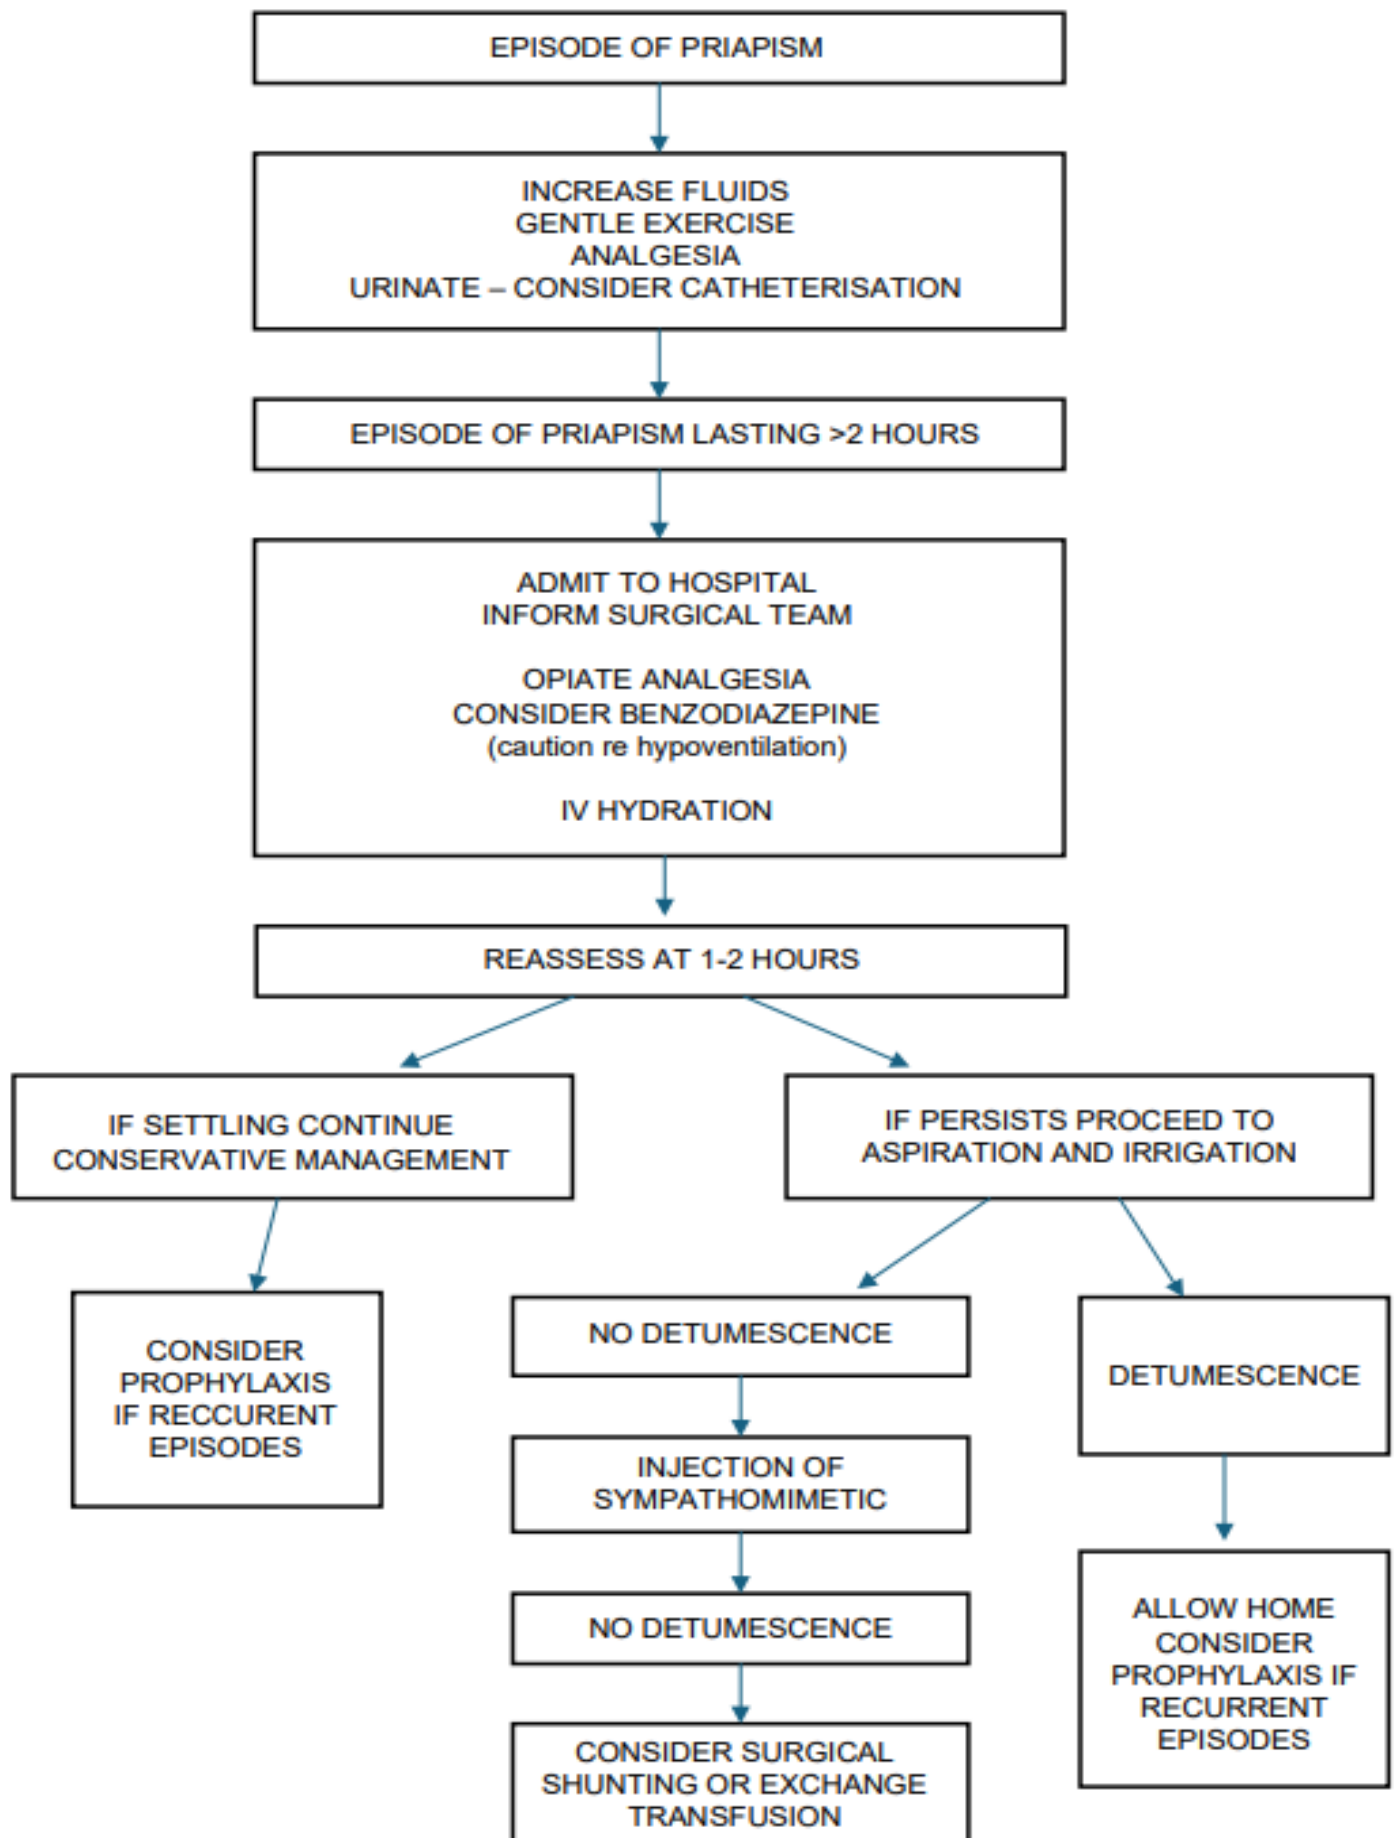 EPISODE OF PRIAPISM
INCREASE FLUIDS
GENTLE EXERCISE
ANALGESIA
URINATE – CONSIDER CATHETERISATION
EPISODE OF PRIAPISM LASTING >2 HOURS
ADMIT TO HOSPITAL
INFORM SURGICAL TEAM
OPIATE ANALGESIA
CONSIDER BENZODIAZEPINE
(caution re hypoventilation)
IV HYDRATION
REASSESS AT 1-2 HOURS
IF SETTLING CONTINUE
CONSERVATIVE MANAGEMENT
IF PERSISTS PROCEED TO
ASPIRATION AND IRRIGATION
CONSIDER
PROPHYLAXIS
IF RECCURENT
EPISODES
NO DETUMESCENCE
INJECTION OF
SYMPATHOMIMETIC
NO DETUMESCENCE
CONSIDER SURGICAL
SHUNTING OR EXCHANGE
TRANSFUSION
DETUMESCENCE
ALLOW HOME
CONSIDER
PROPHYLAXIS IF
RECURRENT
EPISODES